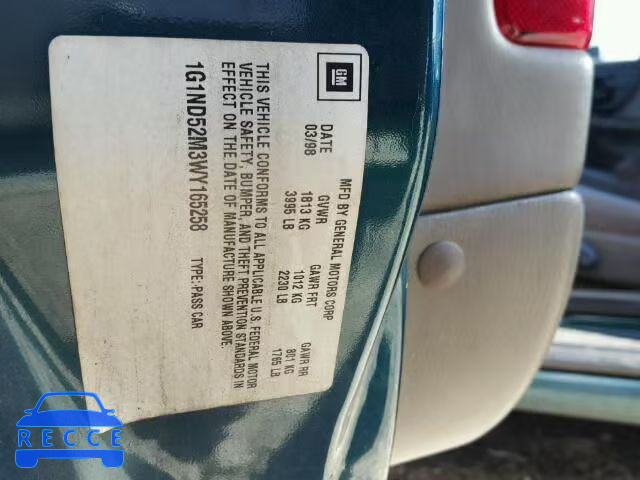 GM
MFD BY GENERAL MOTORS CORP
DATE GVWR GAWR FRT GAWR RR
03/98 1813 KG 1012 KG 801 KG
3995 LB 2230 LB 1765 LB
THIS VEHICLE CONFORMS TO ALL APPLICABLE U.S. FEDERAL MOTOR
VEHICLE SAFETY, BUMPER, AND THEFT PREVENTION STANDARDS IN
EFFECT ON THE DATE OF MANUFACTURE SHOWN ABOVE.
1G1ND52M3WY165258 TYPE:PASS CAR
RECCE